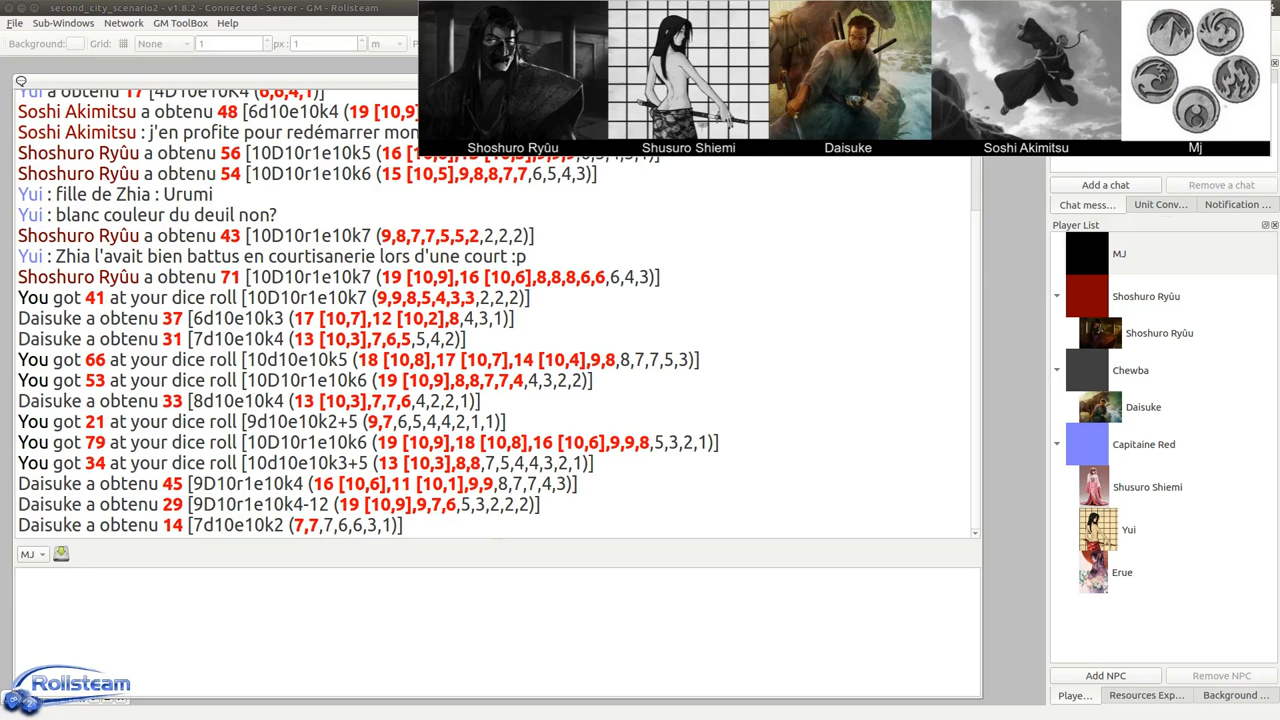 second_city_scenario2 - v1.8.2 - Connected - Server - GM - Rolisteam
File Sub-Windows Network GM ToolBox Help
Background: Grid: None 1 px : 1 m
Shoshuro Ryûu Shusuro Shiemi Daisuke Soshi Akimitsu Mj
Yui a obtenu 17 [4D10e10K4 (6,6,4,1)]
Soshi Akimitsu a obtenu 48 [6d10e10k4 (19 [10,9]
Soshi Akimitsu : j'en profite pour redémarrer mon
Shoshuro Ryûu a obtenu 56 [10D10r1e10k5 (16
Shoshuro Ryûu a obtenu 54 [10D10r1e10k6 (15 [10,5],9,8,8,7,7,6,5,4,3)]
Yui : fille de Zhia : Urumi
Yui : blanc couleur du deuil non?
Shoshuro Ryûu a obtenu 43 [10D10r1e10k7 (9,8,7,7,5,5,2,2,2,2)]
Yui : Zhia l'avait bien battus en courtisanerie lors d'une court :p
Shoshuro Ryûu a obtenu 71 [10D10r1e10k7 (19 [10,9],16 [10,6],8,8,8,6,6,6,4,3)]
You got 41 at your dice roll [10D10r1e10k7 (9,9,8,5,4,3,3,2,2,2)]
Daisuke a obtenu 37 [6d10e10k3 (17 [10,7],12 [10,2],8,4,3,1)]
Daisuke a obtenu 31 [7d10e10k4 (13 [10,3],7,6,5,5,4,2)]
You got 66 at your dice roll [10d10e10k5 (18 [10,8],17 [10,7],14 [10,4],9,8,8,7,7,5,3)]
You got 53 at your dice roll [10D10r1e10k6 (19 [10,9],8,8,7,7,4,4,3,2,2)]
Daisuke a obtenu 33 [8d10e10k4 (13 [10,3],7,7,6,4,2,2,1)]
You got 21 at your dice roll [9d10e10k2+5 (9,7,6,5,4,4,2,1,1)]
You got 79 at your dice roll [10D10r1e10k6 (19 [10,9],18 [10,8],16 [10,6],9,9,8,5,3,2,1)]
You got 34 at your dice roll [10d10e10k3+5 (13 [10,3],8,8,7,5,4,4,3,2,1)]
Daisuke a obtenu 45 [9D10r1e10k4 (16 [10,6],11 [10,1],9,9,8,7,7,4,3)]
Daisuke a obtenu 29 [9D10r1e10k4-12 (19 [10,9],9,7,6,5,3,2,2,2)]
Daisuke a obtenu 14 [7d10e10k2 (7,7,7,6,6,3,1)]
MJ
Rolisteam
Add a chat Remove a chat
Chat mess... Unit Conv... Notification ...
Player List
MJ
Shoshuro Ryûu
Shoshuro Ryûu
Chewba
Daisuke
Capitaine Red
Shusuro Shiemi
Yui
Erue
Add NPC Remove NPC
Playe... Resources Exp... Background ...